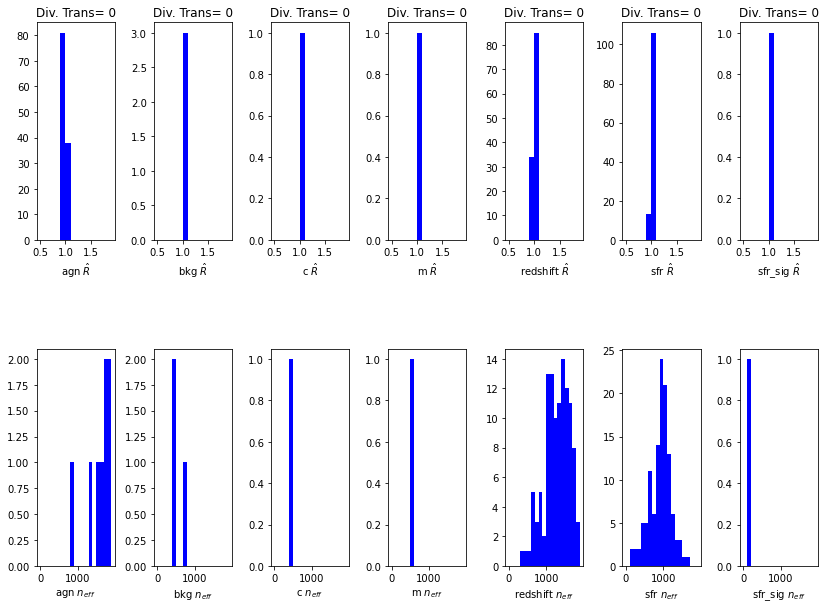 Div. Trans= 0 Div. Trans= 0 Div. Trans= 0 Div. Trans= 0 Div. Trans= 0 Div. Trans= 0 Div. Trans= 0
80 70 60 50 40 30 20 10 0
0.5 1.0 1.5
agn R̂
3.0 2.5 2.0 1.5 1.0 0.5 0.0
0.5 1.0 1.5
bkg R̂
1.0 0.8 0.6 0.4 0.2 0.0
0.5 1.0 1.5
c R̂
1.0 0.8 0.6 0.4 0.2 0.0
0.5 1.0 1.5
m R̂
80 70 60 50 40 30 20 10 0
0.5 1.0 1.5
redshift R̂
100 80 60 40 20 0
0.5 1.0 1.5
sfr R̂
1.0 0.8 0.6 0.4 0.2 0.0
0.5 1.0 1.5
sfr_sig R̂
2.00 1.75 1.50 1.25 1.00 0.75 0.50 0.25 0.00
0 1000
agn n_eff
2.00 1.75 1.50 1.25 1.00 0.75 0.50 0.25 0.00
0 1000
bkg n_eff
1.0 0.8 0.6 0.4 0.2 0.0
0 1000
c n_eff
1.0 0.8 0.6 0.4 0.2 0.0
0 1000
m n_eff
14 12 10 8 6 4 2 0
0 1000
redshift n_eff
25 20 15 10 5 0
0 1000
sfr n_eff
1.0 0.8 0.6 0.4 0.2 0.0
0 1000
sfr_sig n_eff